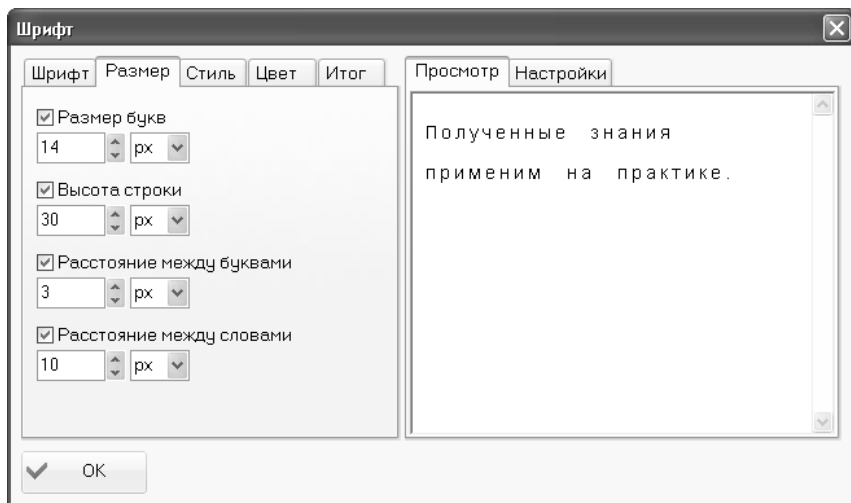 Шрифт
Шрифт Размер Стиль Цвет Итог
Размер букв
14 px
Высота строки
30 px
Расстояние между буквами
3 px
Расстояние между словами
10 px
OK
Просмотр Настройки
Полученные знания
применим на практике.